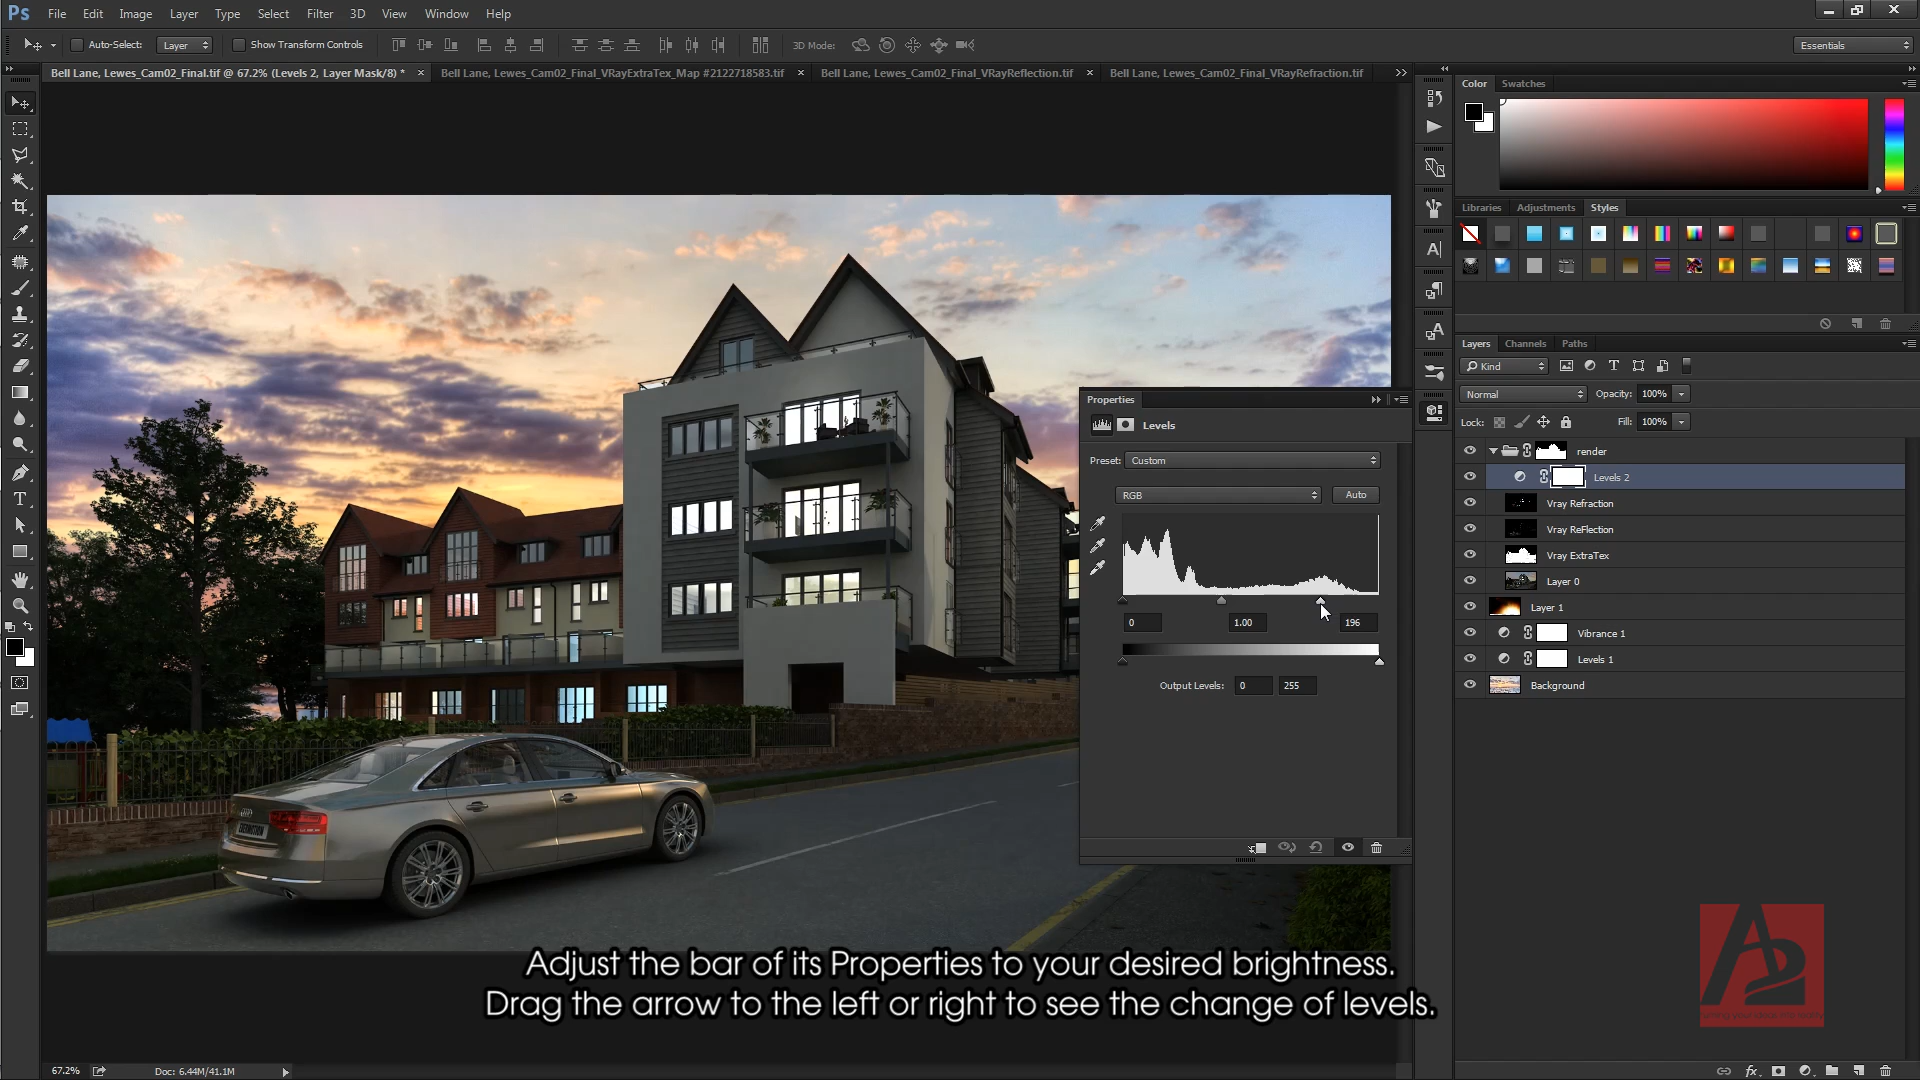 Ps File Edit Image Layer Type Select Filter 3D View Window Help
Auto-Select: Layer Show Transform Controls 3D Mode: Essentials
Bell Lane, Lewes_Cam02_Final.tif @ 67.2% (Levels 2, Layer Mask/8) * × Bell Lane, Lewes_Cam02_Final_VRayExtraTex_Map #2122718583.tif × Bell Lane, Lewes_Cam02_Final_VRayReflection.tif × Bell Lane, Lewes_Cam02_Final_VRayRefraction.tif
Color Swatches
Libraries Adjustments Styles
Layers Channels Paths
Kind
Normal Opacity: 100%
Lock: Fill: 100%
render
Levels 2
Vray Refraction
Vray ReFlection
Vray ExtraTex
Layer 0
Layer 1
Vibrance 1
Levels 1
Background
Properties
Levels
Preset: Custom
RGB Auto
0 1.00 196
Output Levels: 0 255
Adjust the bar of its Properties to your desired brightness.
Drag the arrow to the left or right to see the change of levels.
67.2% Doc: 6.44M/41.1M